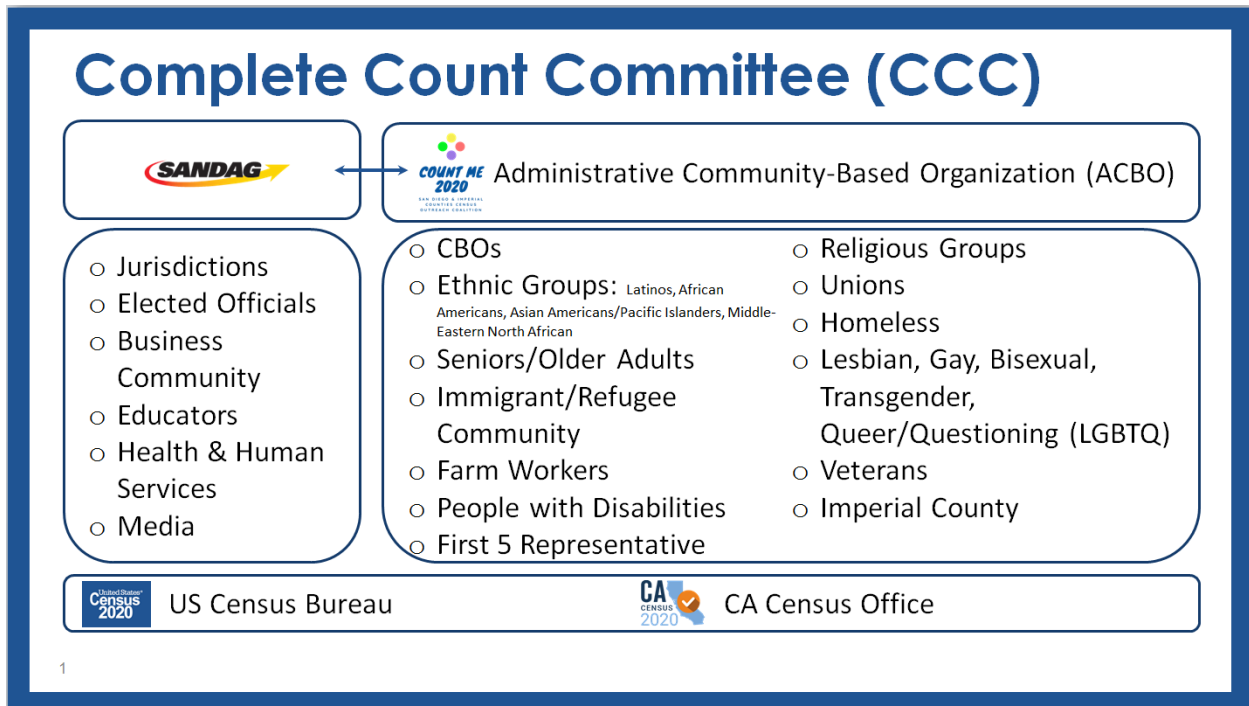 Complete Count Committee (CCC)
SANDAG
COUNT ME
2020
SAN DIEGO & IMPERIAL
COUNTIES CENSUS
OUTREACH COALITION
Administrative Community-Based Organization (ACBO)
o Jurisdictions
o Elected Officials
o Business
Community
o Educators
o Health & Human
Services
o Media
o CBOs
o Ethnic Groups: Latinos, African
Americans, Asian Americans/Pacific Islanders, Middle-
Eastern North African
o Seniors/Older Adults
o Immigrant/Refugee
Community
o Farm Workers
o People with Disabilities
o First 5 Representative
o Religious Groups
o Unions
o Homeless
o Lesbian, Gay, Bisexual,
Transgender,
Queer/Questioning (LGBTQ)
o Veterans
o Imperial County
United States®
Census
2020
US Census Bureau
CA
CENSUS
2020
CA Census Office
1